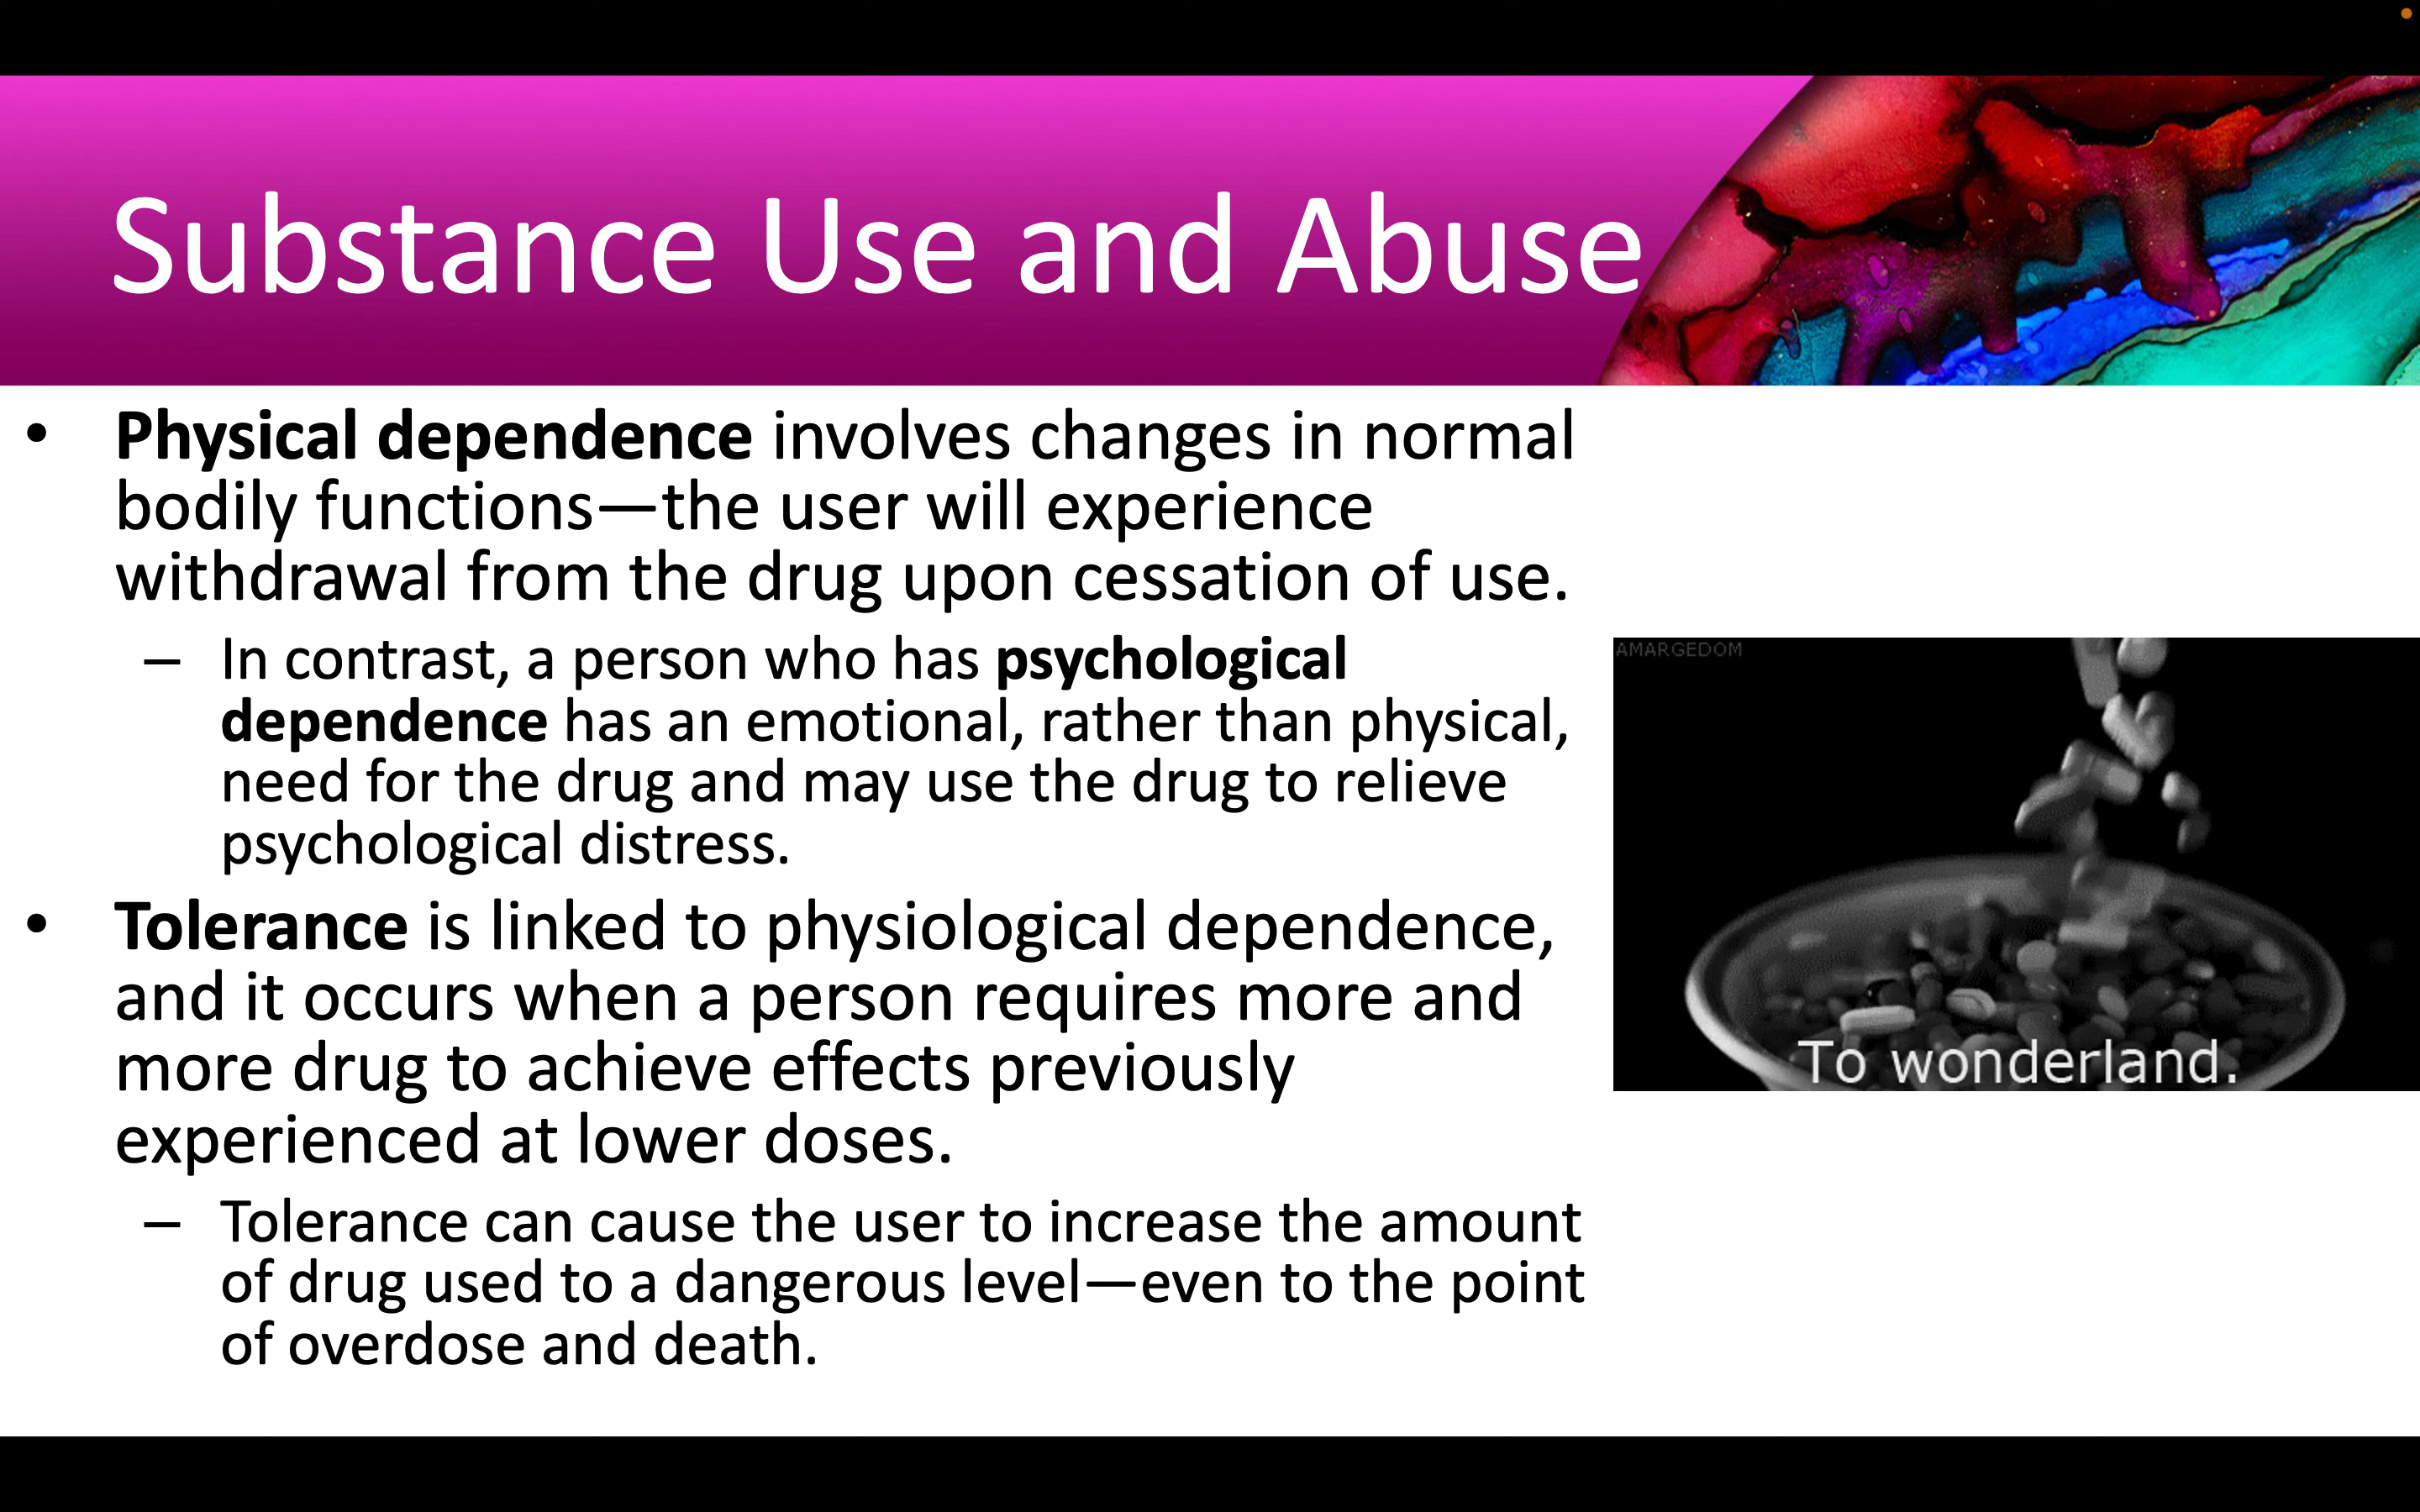 Substance Use and Abuse
• Physical dependence involves changes in normal
bodily functions—the user will experience
withdrawal from the drug upon cessation of use.
– In contrast, a person who has psychological
dependence has an emotional, rather than physical,
need for the drug and may use the drug to relieve
psychological distress.
• Tolerance is linked to physiological dependence,
and it occurs when a person requires more and
more drug to achieve effects previously
experienced at lower doses.
– Tolerance can cause the user to increase the amount
of drug used to a dangerous level—even to the point
of overdose and death.
AMARGEDOM
To wonderland.